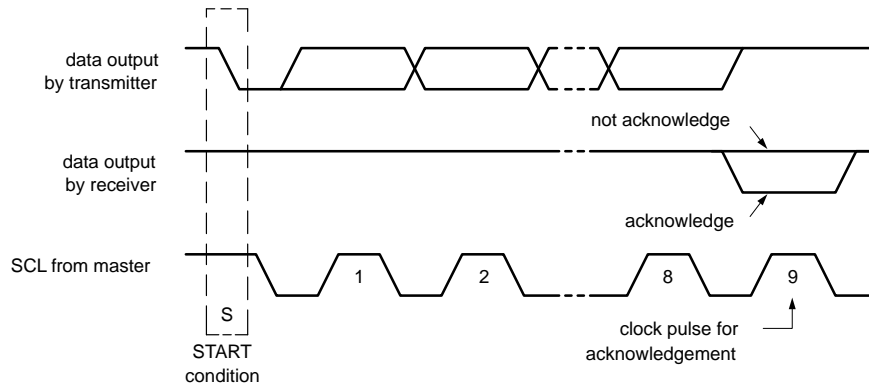 data output
by transmitter
not acknowledge
data output
by receiver
acknowledge
SCL from master
1
2
8
9
S
START
condition
clock pulse for
acknowledgement